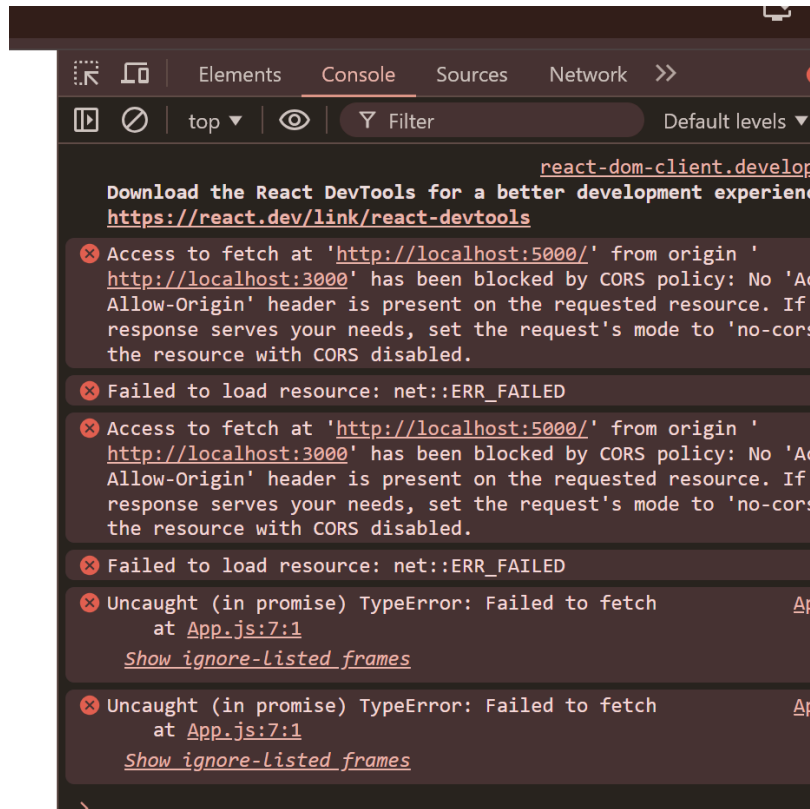 Elements Console Sources Network
top Filter Default levels
react-dom-client.develop
Download the React DevTools for a better development experienc
https://react.dev/link/react-devtools
Access to fetch at 'http://localhost:5000/' from origin '
http://localhost:3000' has been blocked by CORS policy: No 'Ac
Allow-Origin' header is present on the requested resource. If
response serves your needs, set the request's mode to 'no-cors
the resource with CORS disabled.
Failed to load resource: net::ERR_FAILED
Access to fetch at 'http://localhost:5000/' from origin '
http://localhost:3000' has been blocked by CORS policy: No 'Ac
Allow-Origin' header is present on the requested resource. If
response serves your needs, set the request's mode to 'no-cors
the resource with CORS disabled.
Failed to load resource: net::ERR_FAILED
Uncaught (in promise) TypeError: Failed to fetch Ap
at App.js:7:1
Show ignore-listed frames
Uncaught (in promise) TypeError: Failed to fetch Ap
at App.js:7:1
Show ignore-listed frames